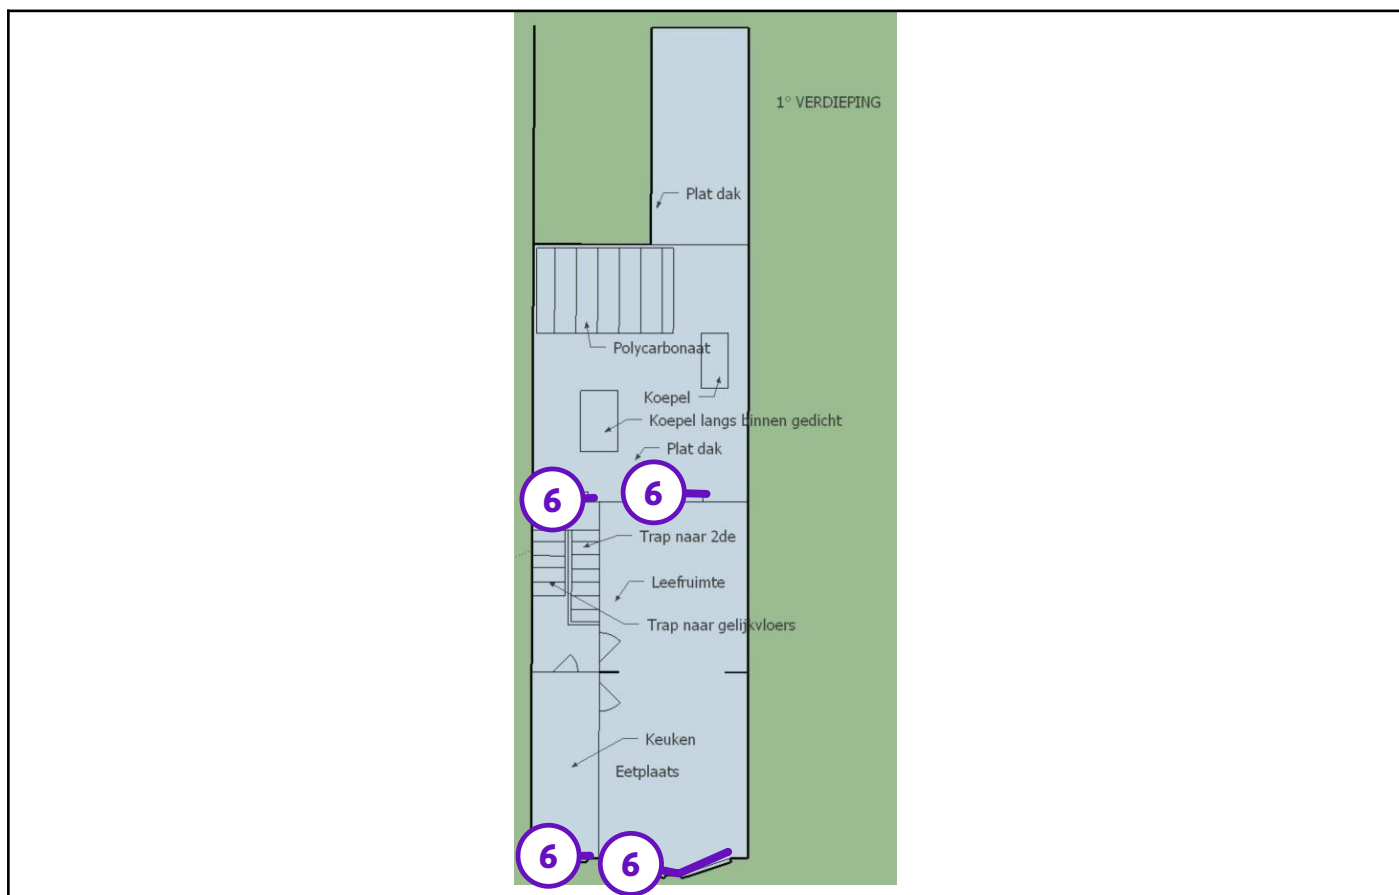 1° VERDIEPING
Plat dak
Polycarbonaat
Koepel
Koepel langs binnen gedicht
Plat dak
6
6
Trap naar 2de
Leefruimte
Trap naar gelijkvloers
Keuken
Eetplaats
6
6